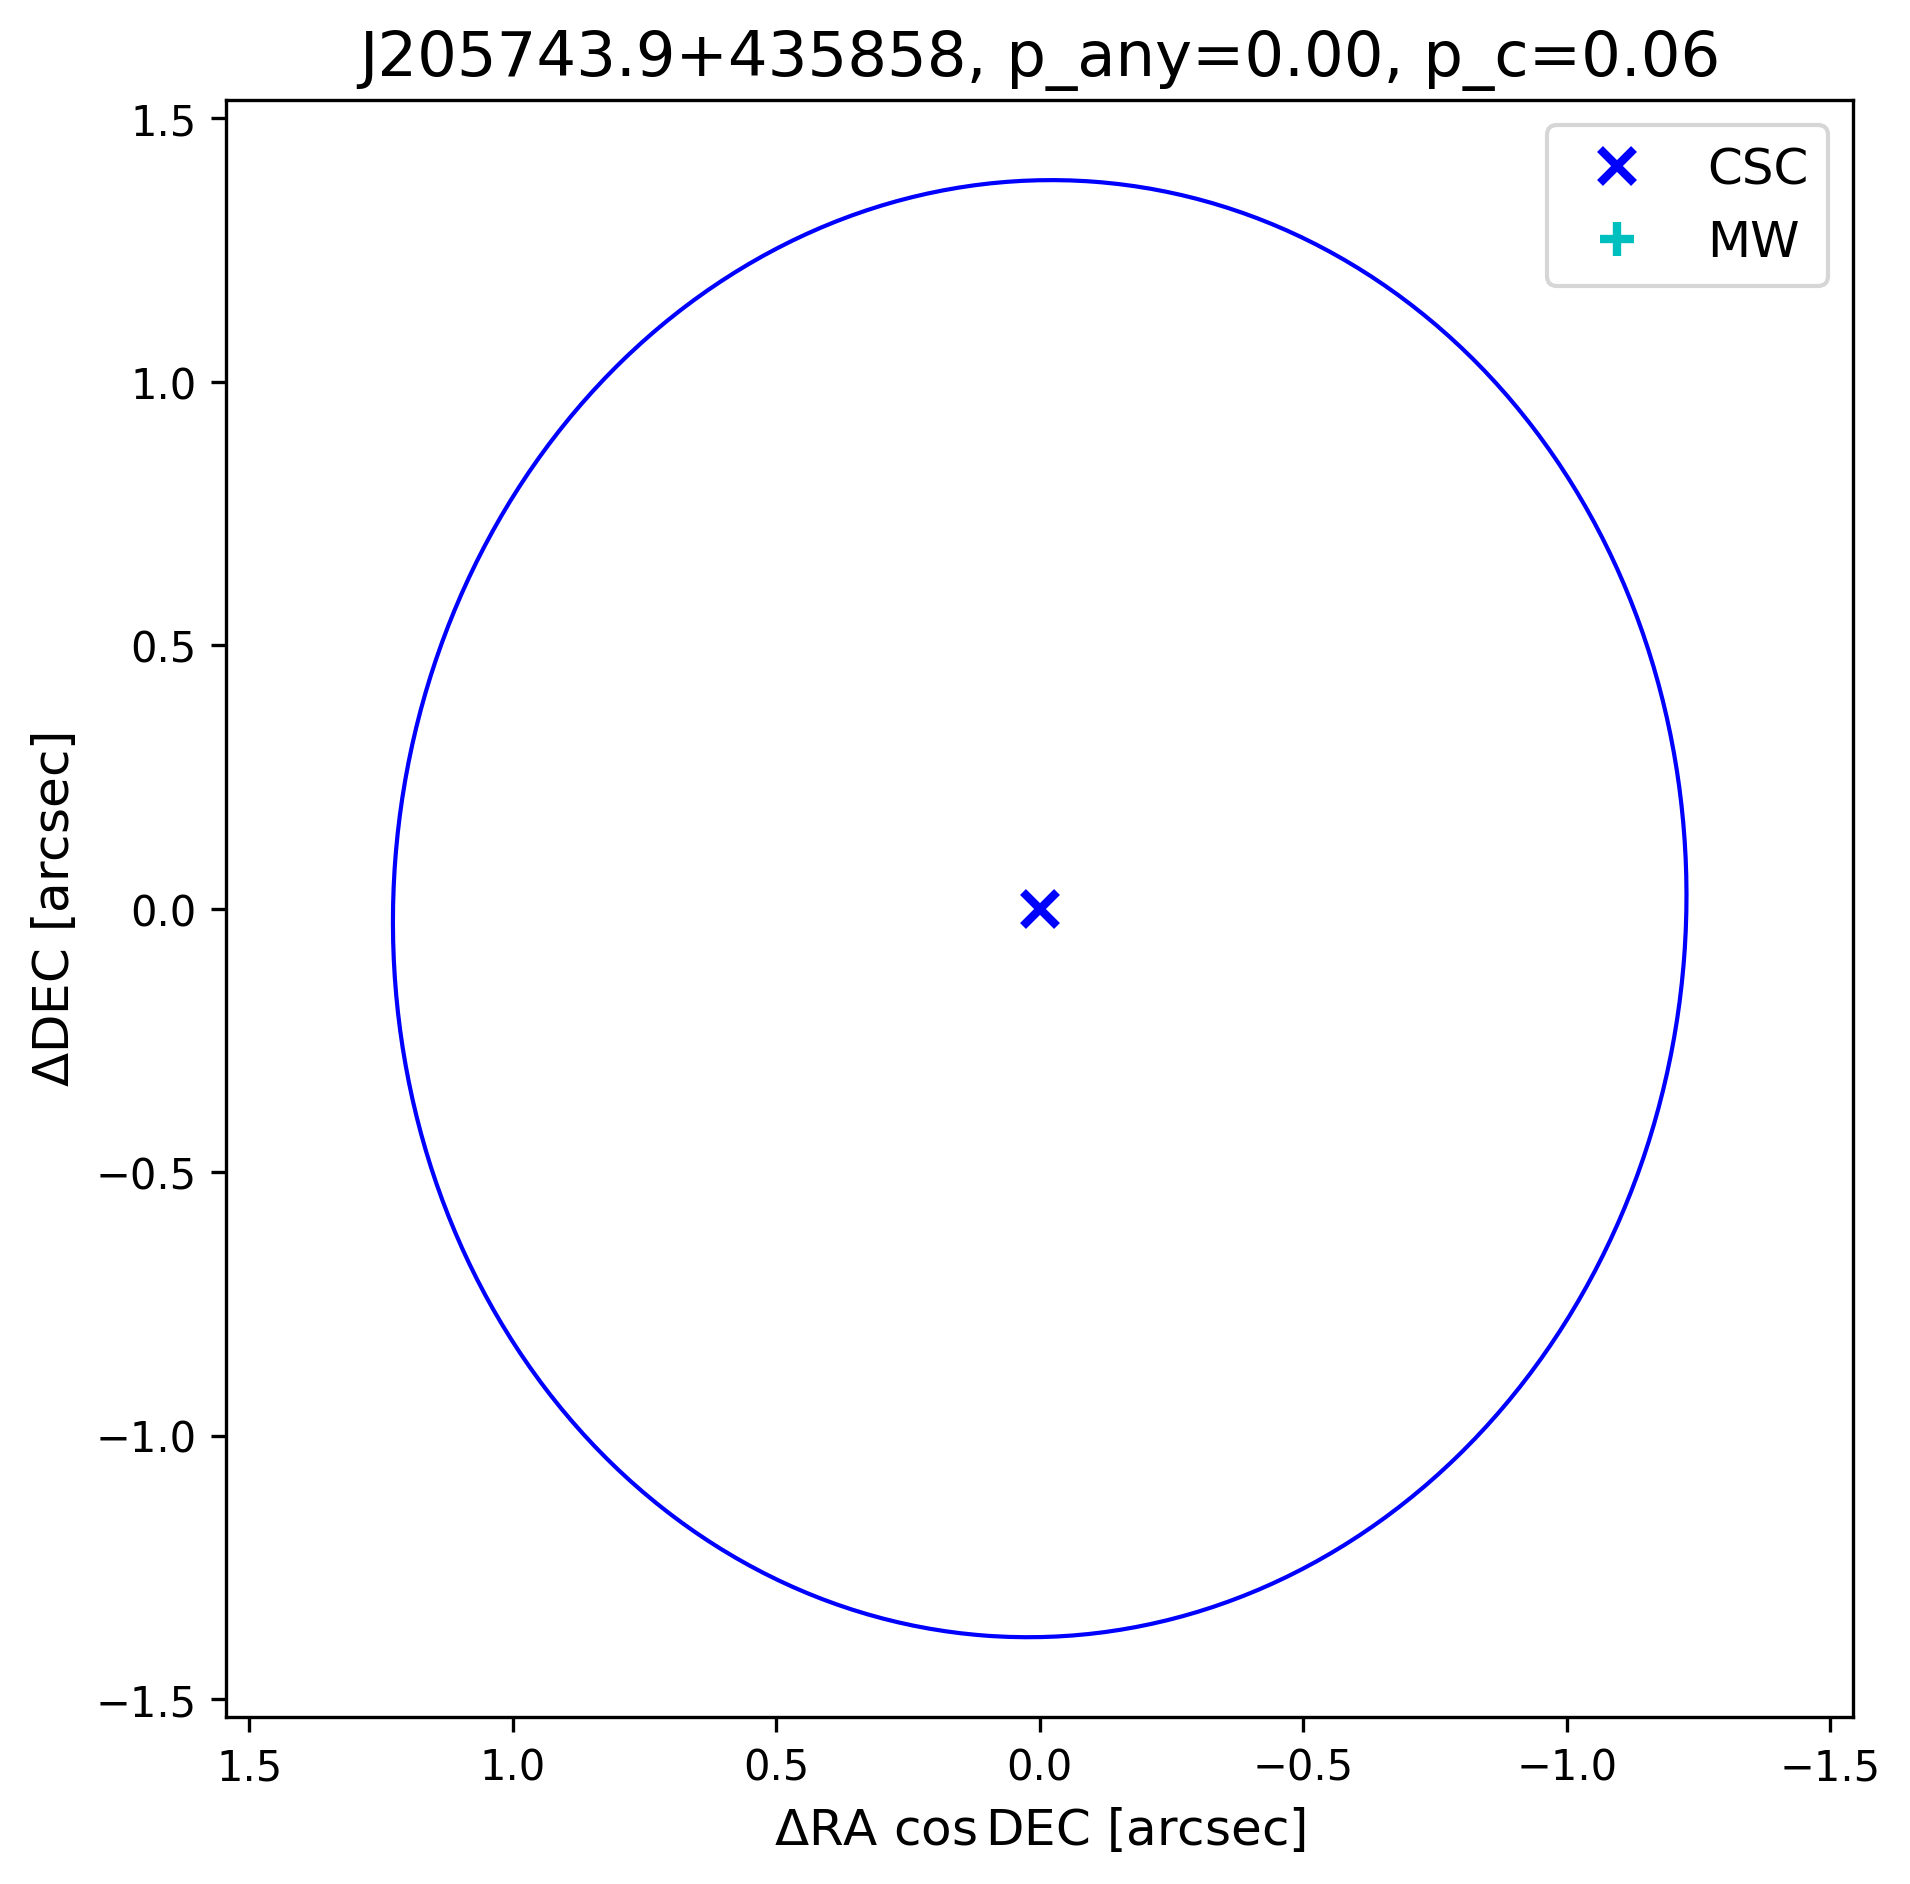 J205743.9+435858, p_any=0.00, p_c=0.06
CSC
MW
1.5
1.0
0.5
0.0
−0.5
−1.0
−1.5
ΔDEC [arcsec]
1.5 1.0 0.5 0.0 −0.5 −1.0 −1.5
ΔRA cos DEC [arcsec]